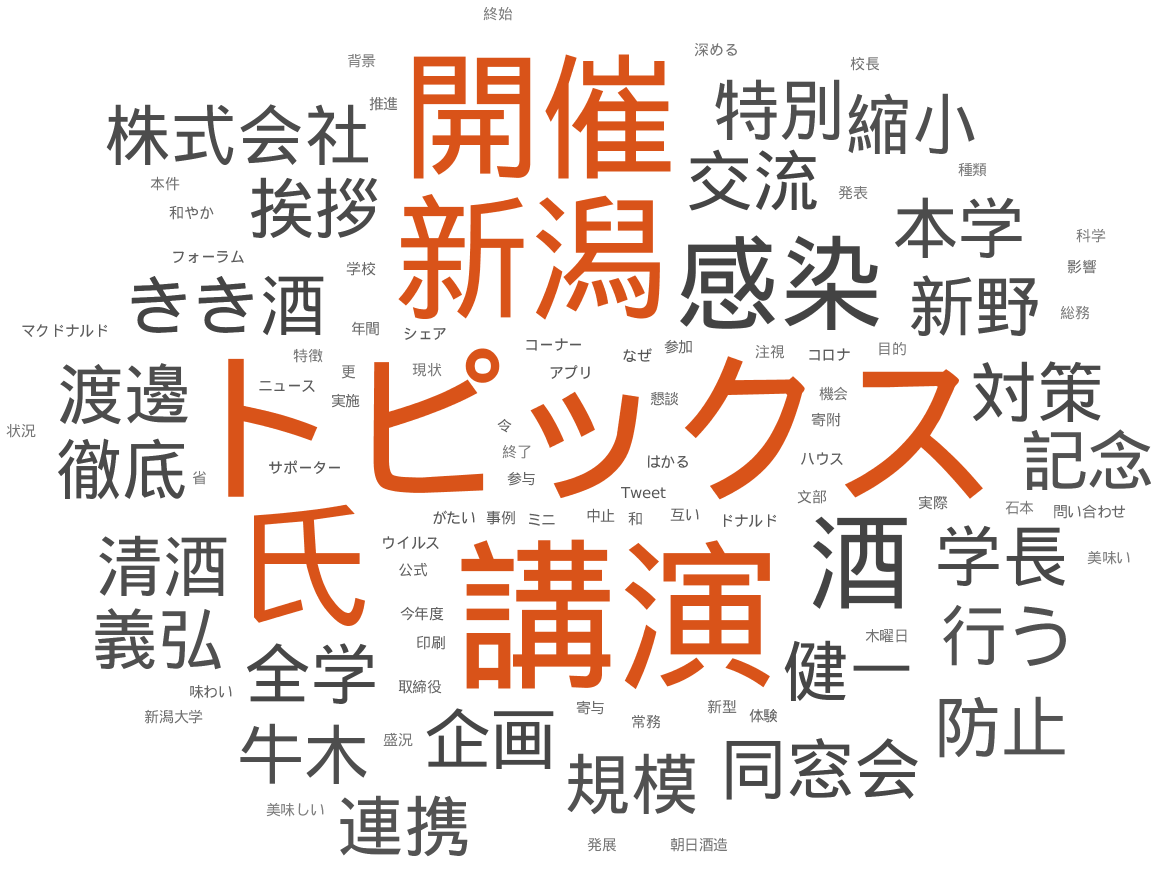 終始
深める
背景
校長
開催
推進
特別
縮小
株式会社
交流
種類
本件
挨拶
発表
和やか
新潟
本学
科学
フォーラム
感染
学校
影響
きき酒
新野
総務
マクドナルド
年間
シェア
コーナー
なぜ
参加
注視
コロナ
目的
特徴
更
現状
アプリ
渡邊
ニュース
実施
トピックス
懇談
機会
対策
寄附
状況
令
徹底
終了
はかる
ハウス
記念
省
サポーター
参与
Tweet
文部
実際
石本
問い合わせ
氏
がたい
事例
ミニ
中止
和
互い
ドナルド
清酒
ウイルス
講演
酒
学長
美味い
公式
義弘
今年度
行う
印刷
木曜日
全学
取締役
健一
味わい
新潟大学
寄与
常務
新型
体験
牛木
盛況
企画
防止
規模
同窓会
美味しい
連携
発展
朝日酒造